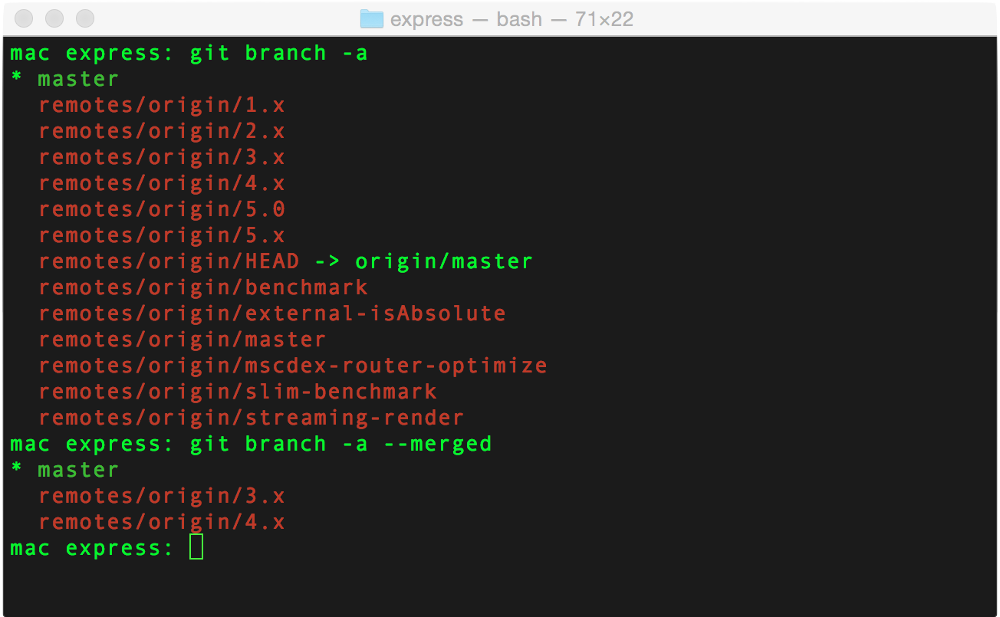 express — bash — 71×22
mac express: git branch -a
* master
  remotes/origin/1.x
  remotes/origin/2.x
  remotes/origin/3.x
  remotes/origin/4.x
  remotes/origin/5.0
  remotes/origin/5.x
  remotes/origin/HEAD -> origin/master
  remotes/origin/benchmark
  remotes/origin/external-isAbsolute
  remotes/origin/master
  remotes/origin/mscdex-router-optimize
  remotes/origin/slim-benchmark
  remotes/origin/streaming-render
mac express: git branch -a --merged
* master
  remotes/origin/3.x
  remotes/origin/4.x
mac express: